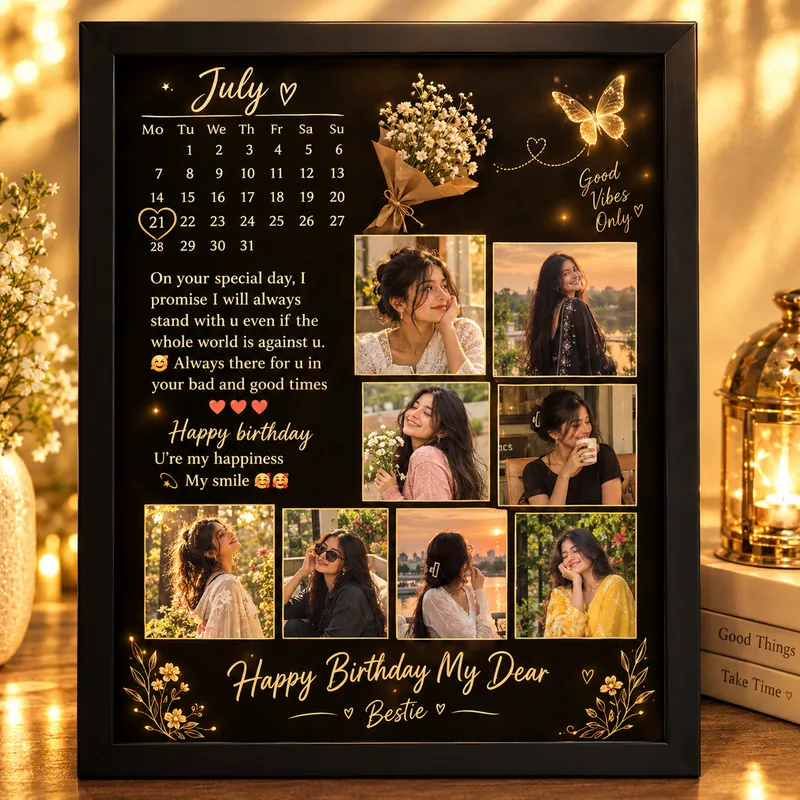 July ♡
Mo Tu We Th Fr Sa Su
1 2 3 4 5 6
7 8 9 10 11 12 13
14 15 16 17 18 19 20
21 22 23 24 25 26 27
28 29 30 31
Good
Vibes
Only ♡
On your special day, I
promise I will always
stand with u even if the
whole world is against u.
🥰 Always there for u in
your bad and good times
❤️ ❤️ ❤️
Happy birthday
U're my happiness
💫 My smile 🥰🥰
Happy Birthday My Dear
♡ Bestie ♡
Good Things
Take Time ♡